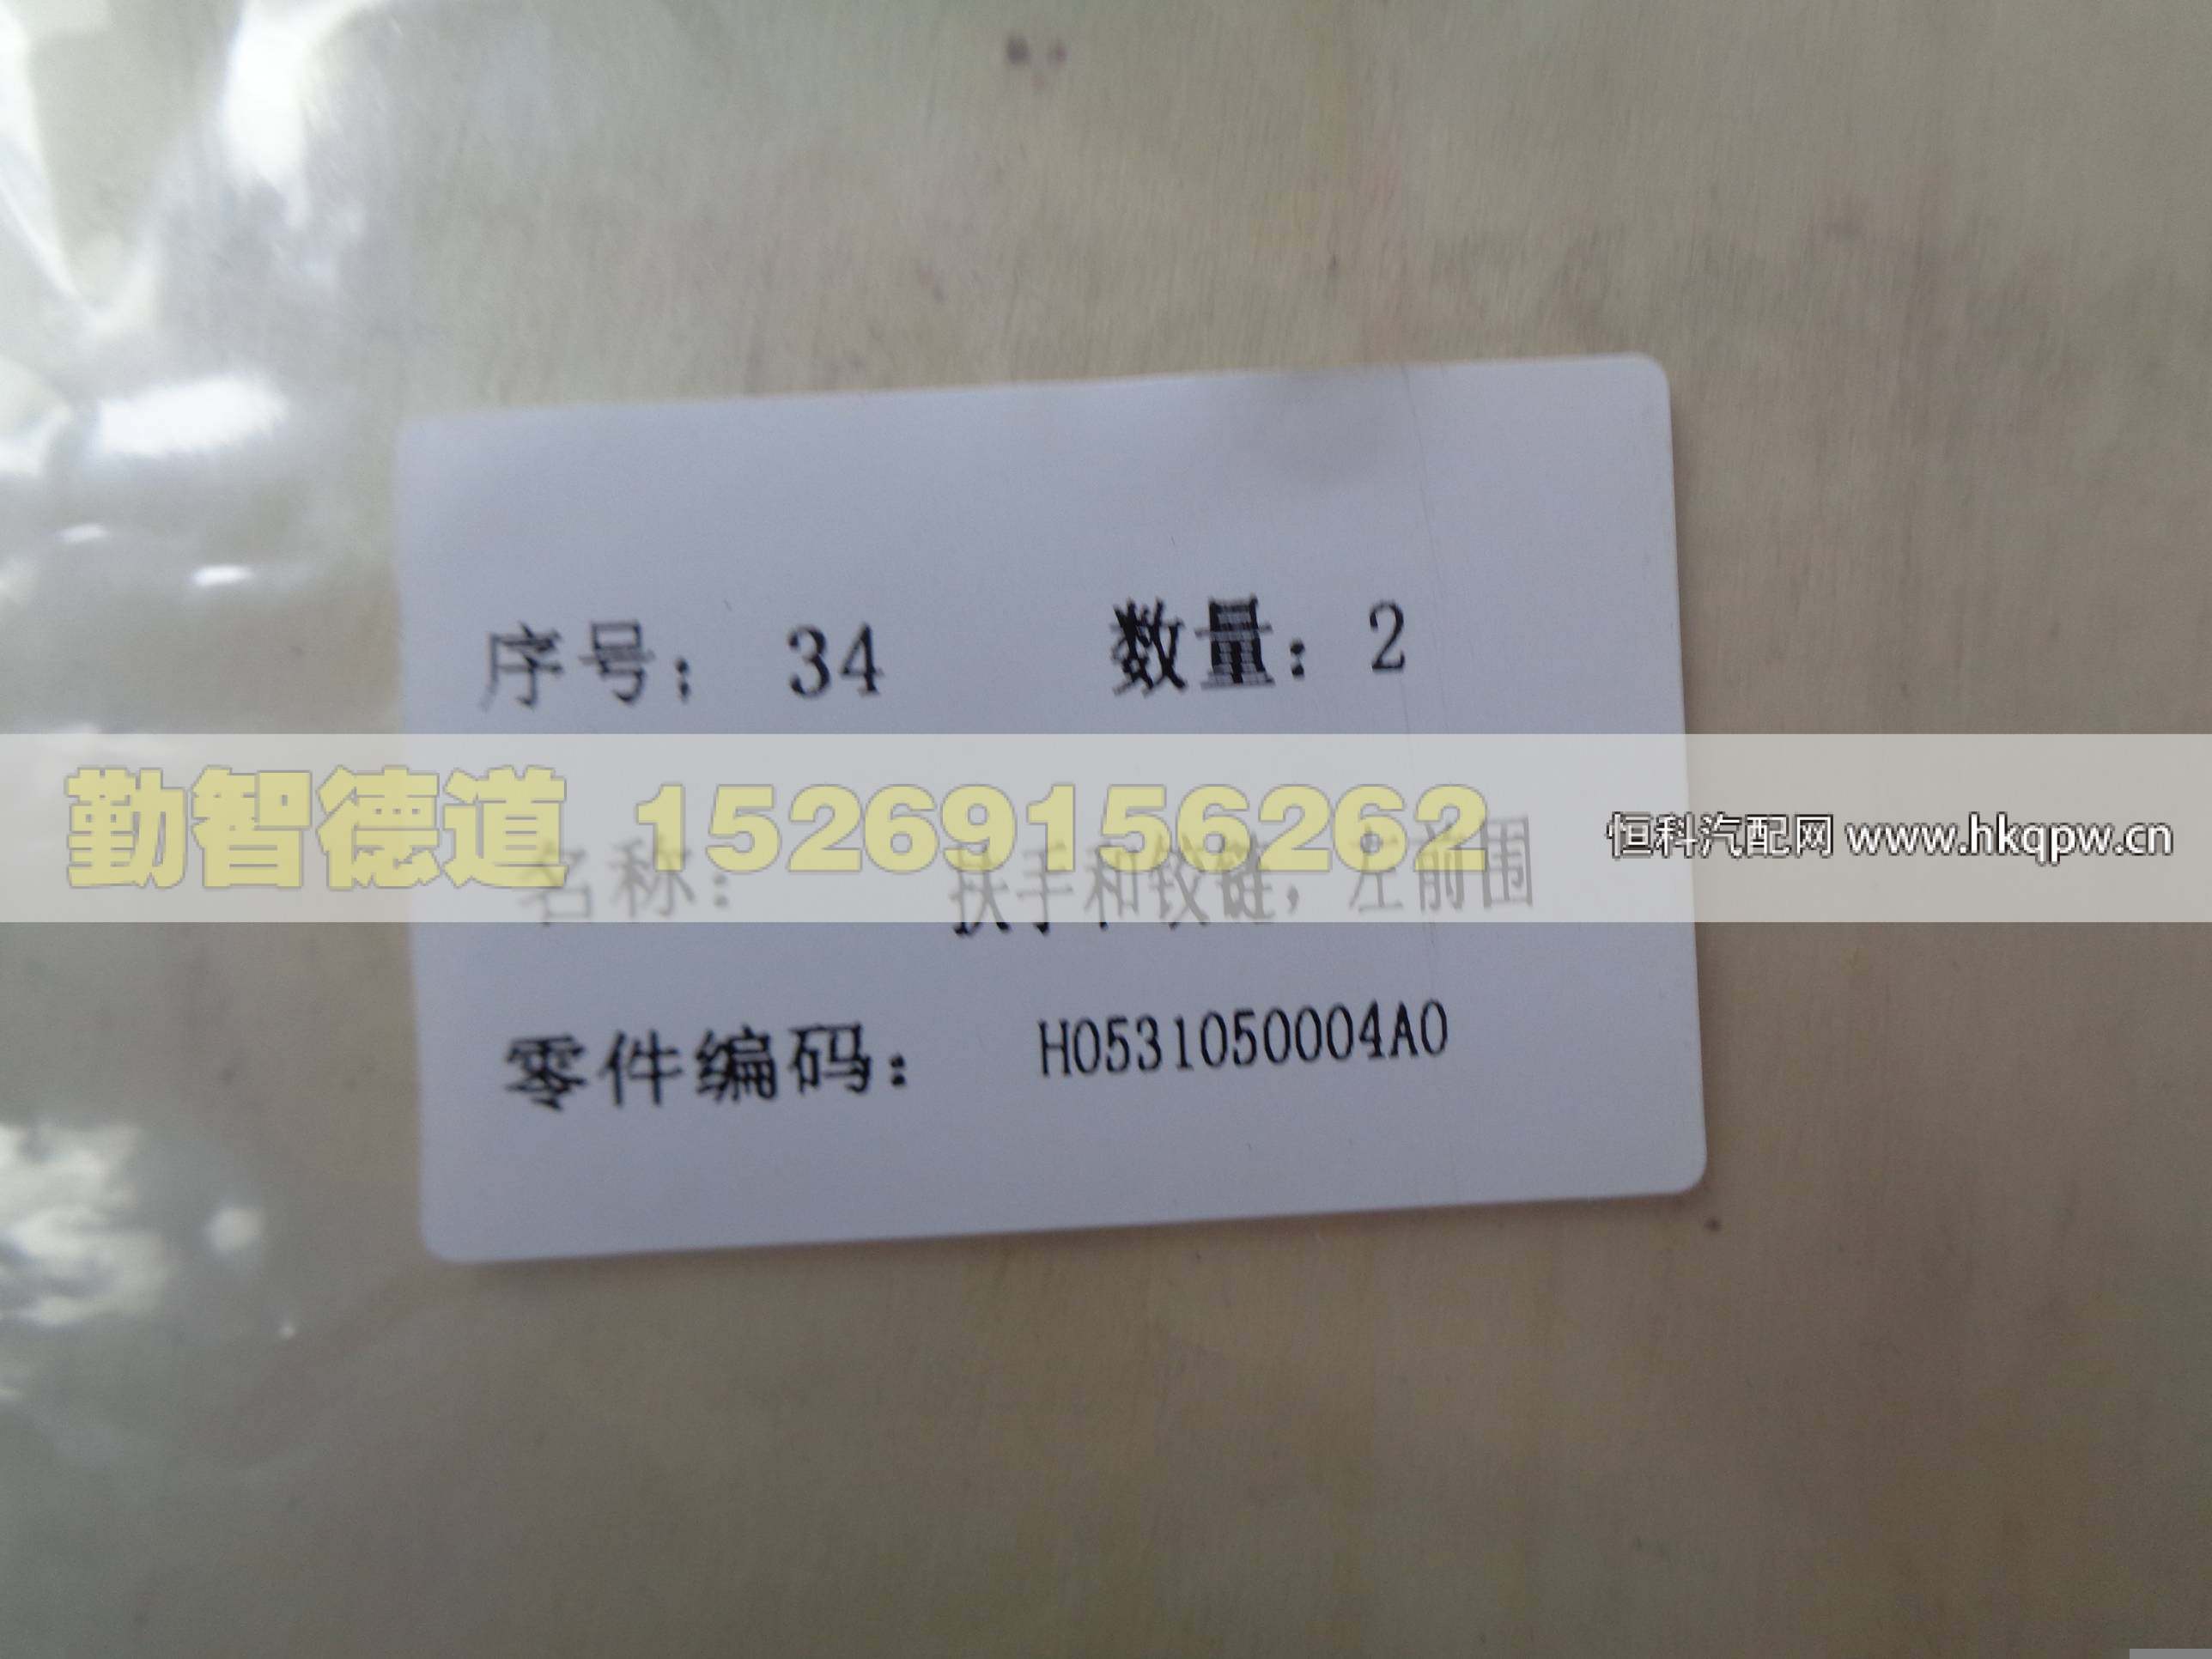 序号： 34 数量：2
勤智德道 15269156262
恒科汽配网 www.hkqpw.cn
名称： 扶手和铰链，左前围
零件编码： H0531050004A0